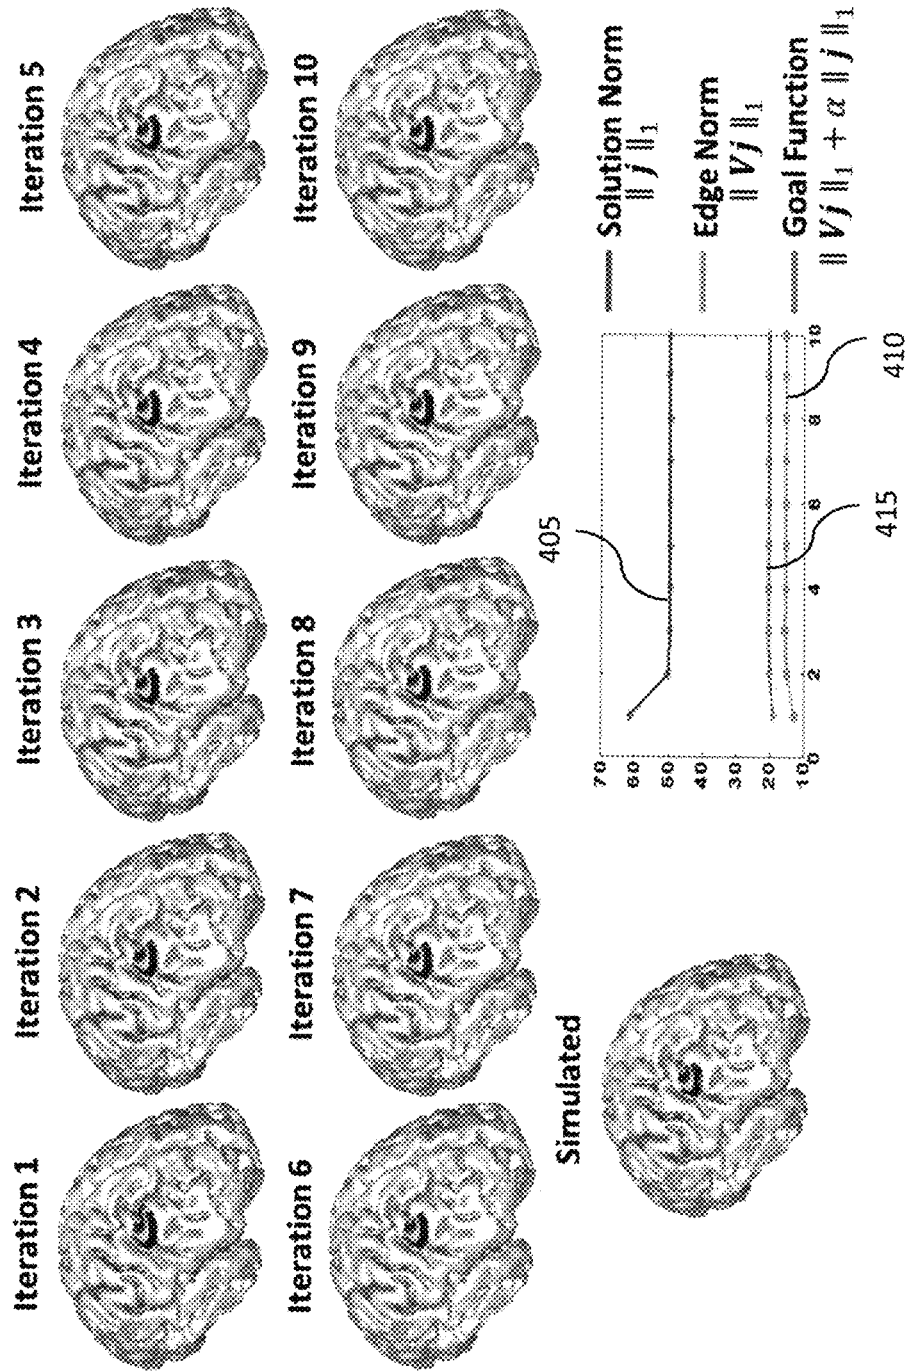 Iteration 1
Iteration 2
Iteration 3
Iteration 4
Iteration 5
Iteration 6
Iteration 7
Iteration 8
Iteration 9
Iteration 10
Simulated
405
70
60
50
40
30
20
10
0
2
4
6
8
10
415
410
Solution Norm
‖ j ‖₁
Edge Norm
‖ Vj ‖₁
Goal Function
‖ Vj ‖₁ + α ‖ j ‖₁